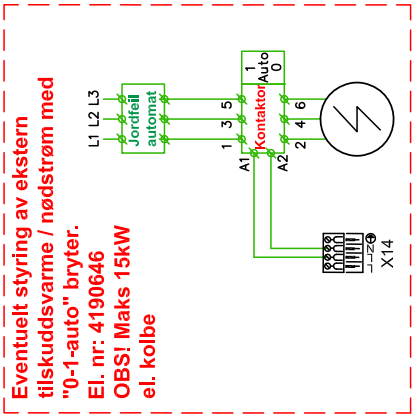 Eventuelt styring av ekstern
tilskuddsvarme / nødstrøm med
"0-1-auto" bryter.
El. nr: 4190646
OBS! Maks 15kW
el. kolbe
L1 L2 L3
Jordfeil
automat
1 3 5
A1
Kontaktor
1
Auto
0
A2
2 4 6
X14